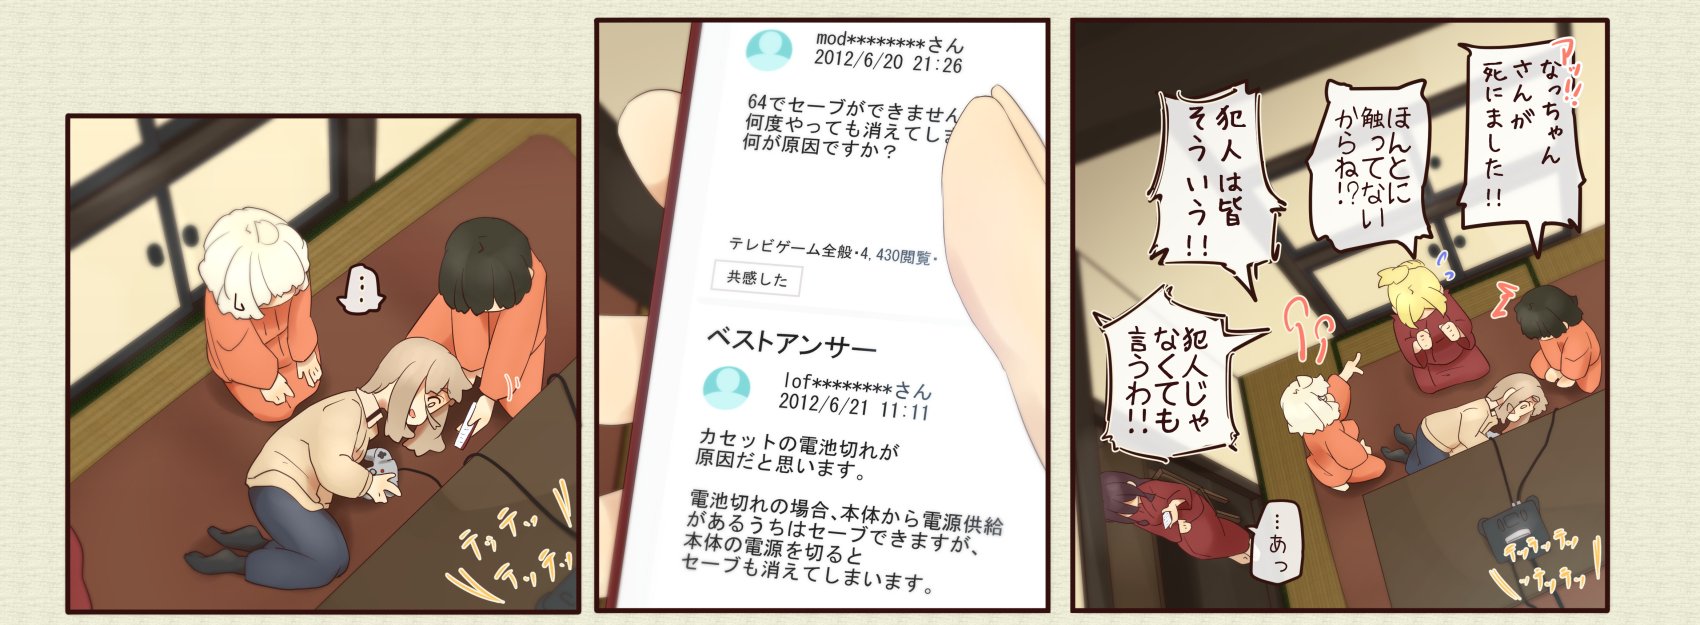 アッ!!
なっちゃん
さんが
死にました!!
ほんとに
触ってない
からね!?
犯人は皆
そういう!!
犯人じゃ
なくても
言うわ!!
…あっ
テッテッテッ
ッテッテッ
mod********さん
2012/6/20 21:26
64でセーブができません
何度やっても消えてしま
何が原因ですか?
テレビゲーム全般・4,430閲覧・
共感した
ベストアンサー
lof********さん
2012/6/21 11:11
カセットの電池切れが
原因だと思います。
電池切れの場合、本体から電源供給
があるうちはセーブできますが、
本体の電源を切ると
セーブも消えてしまいます。
…
テッテッ
テッテッ